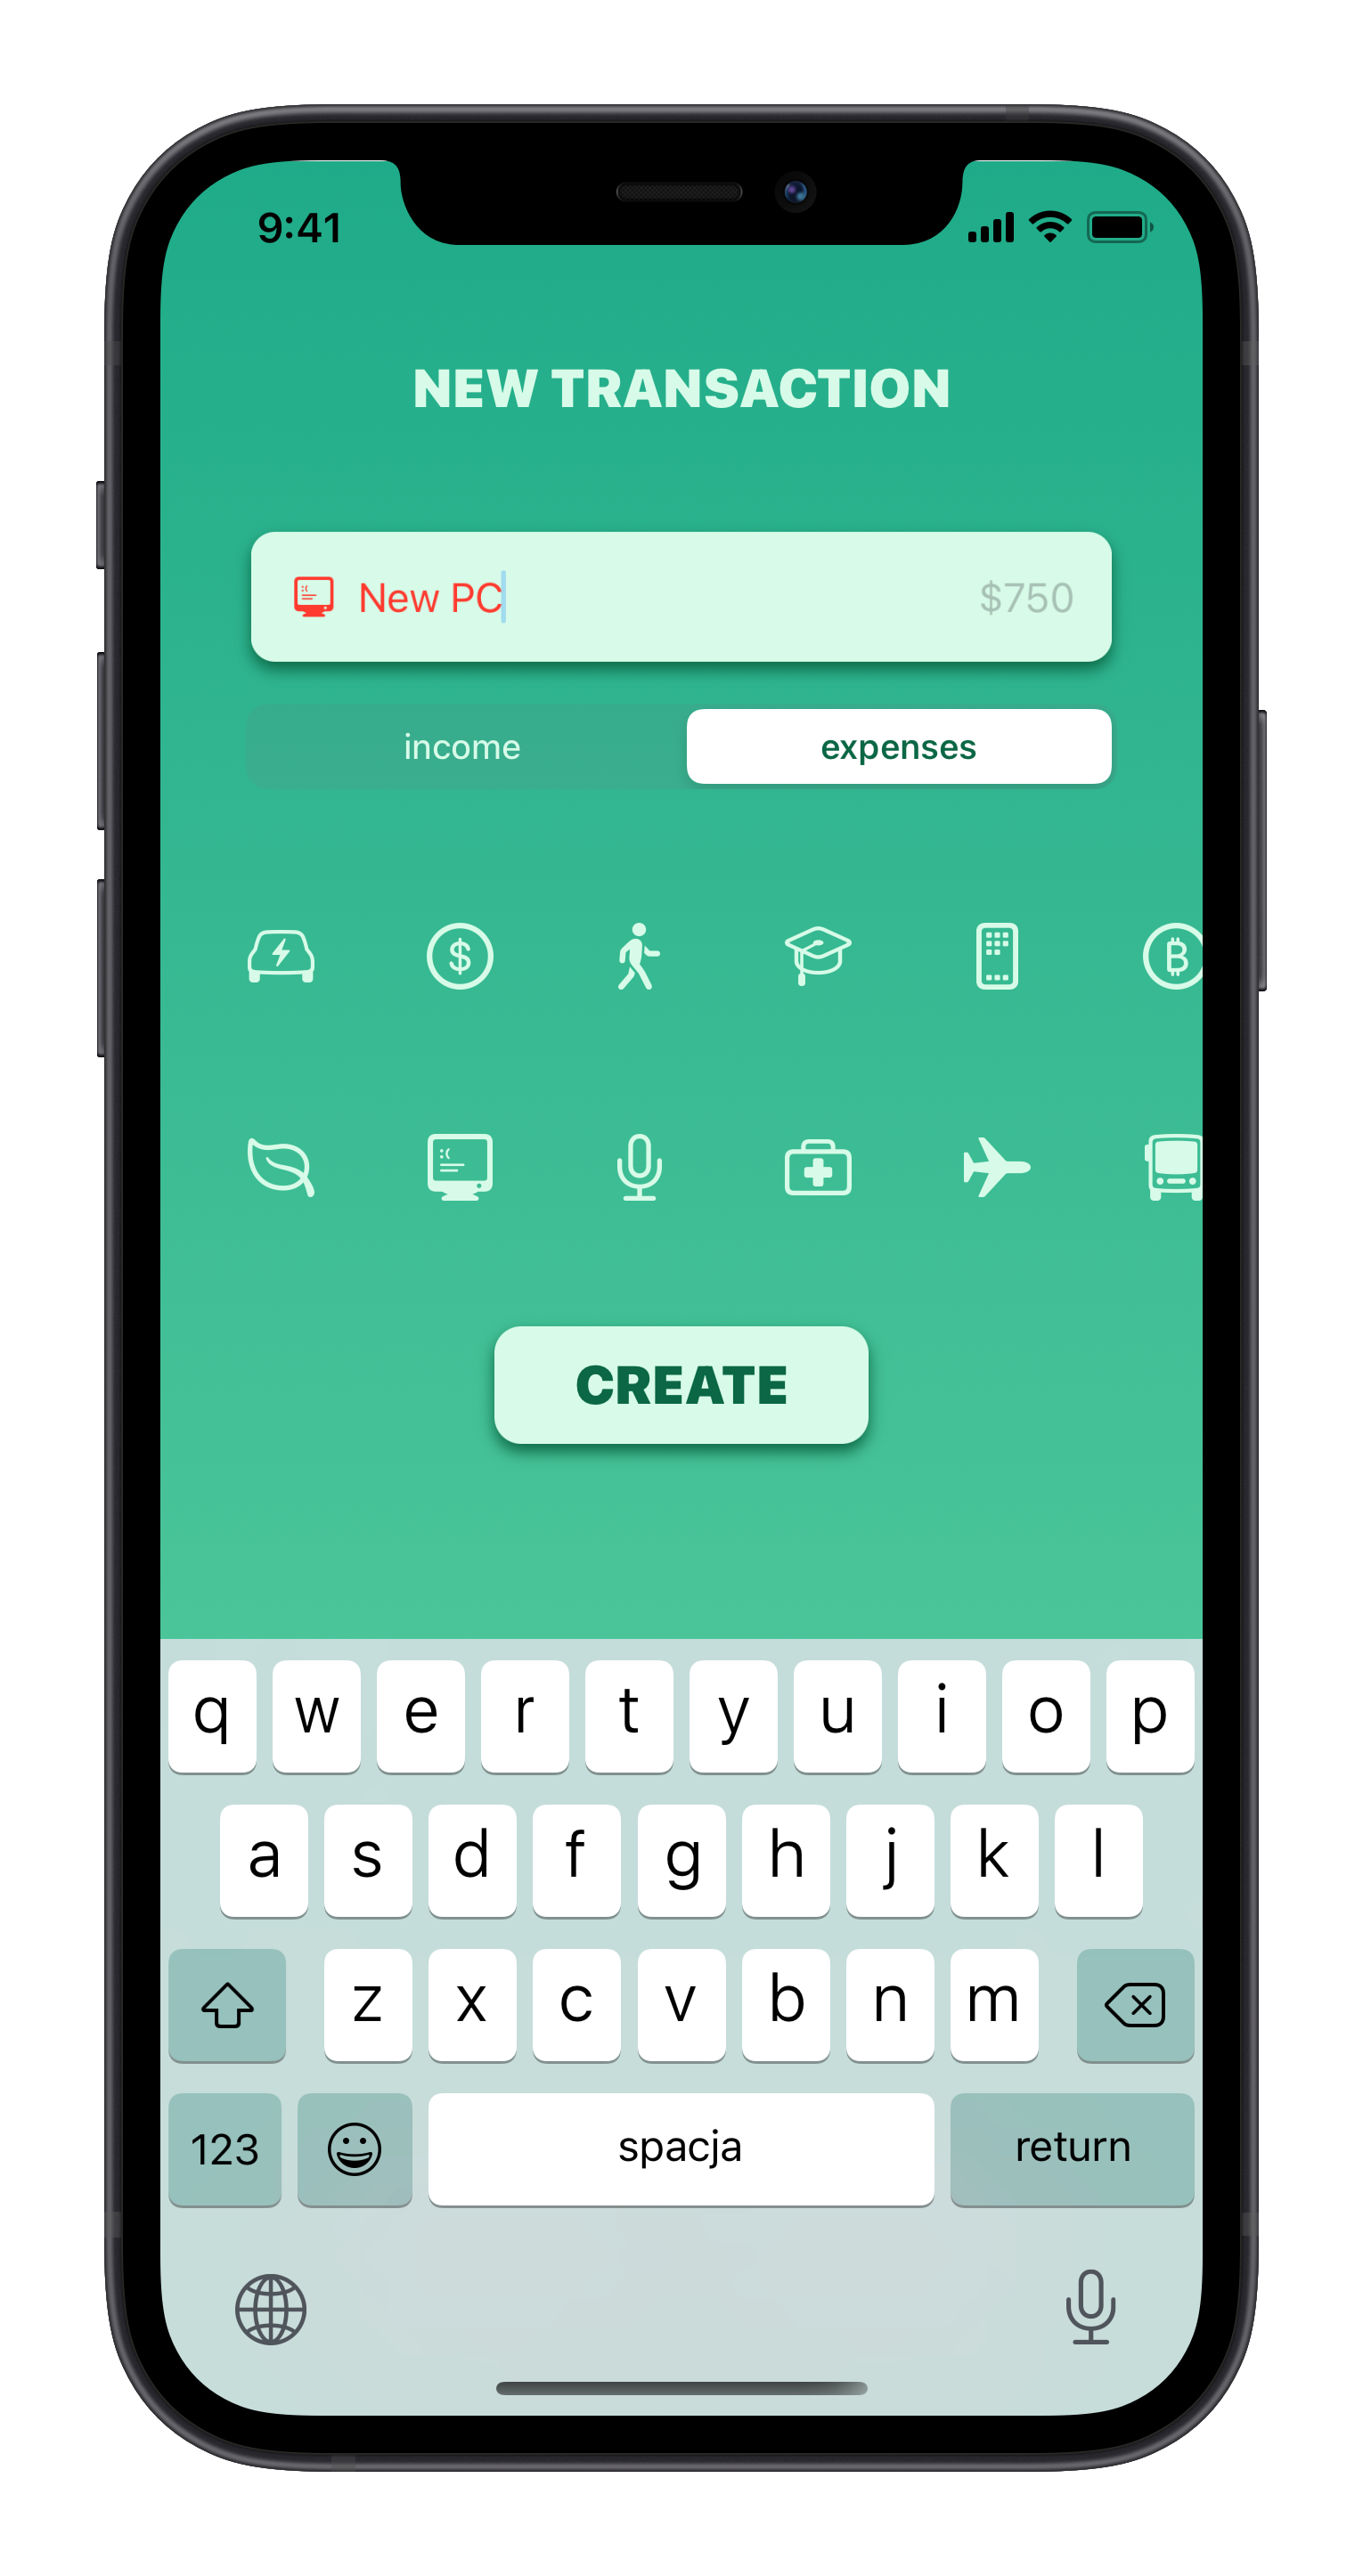 9:41
NEW TRANSACTION
New PC $750
income expenses
CREATE
q w e r t y u i o p
a s d f g h j k l
z x c v b n m
123 spacja return